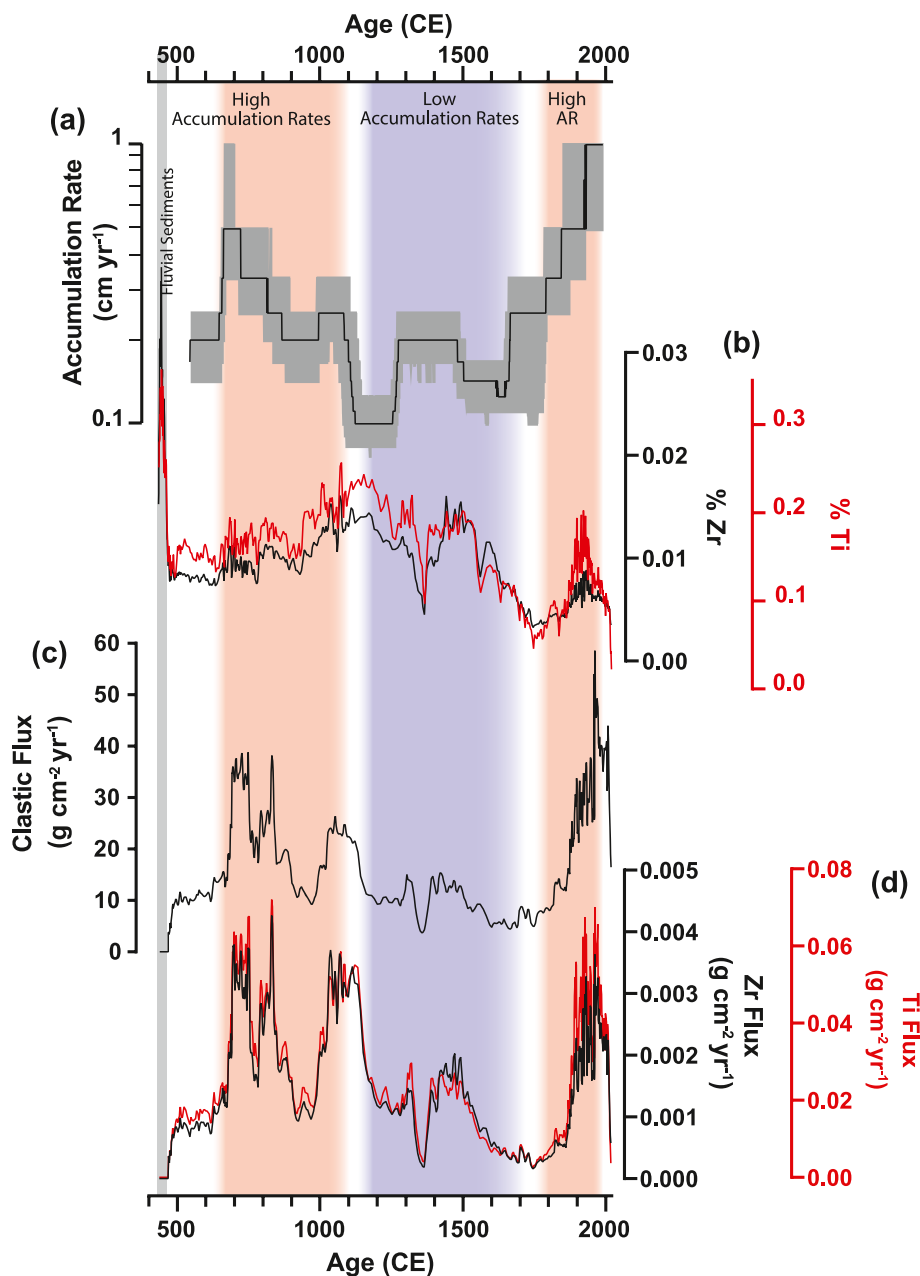 Age (CE)
500 1000 1500 2000
High
Accumulation Rates
Low
Accumulation Rates
High
AR
(a)
1
0.1
Accumulation Rate
(cm yr⁻¹)
Fluvial Sediments
(b)
0.03
0.02
0.01
0.00
% Zr
0.3
0.2
0.1
0.0
% Ti
(c)
60
50
40
30
20
10
0
Clastic Flux
(g cm⁻² yr⁻¹)
(d)
0.005
0.004
0.003
0.002
0.001
0.000
Zr Flux
(g cm⁻² yr⁻¹)
0.08
0.06
0.04
0.02
0.00
Ti Flux
(g cm⁻² yr⁻¹)
500 1000 1500 2000
Age (CE)